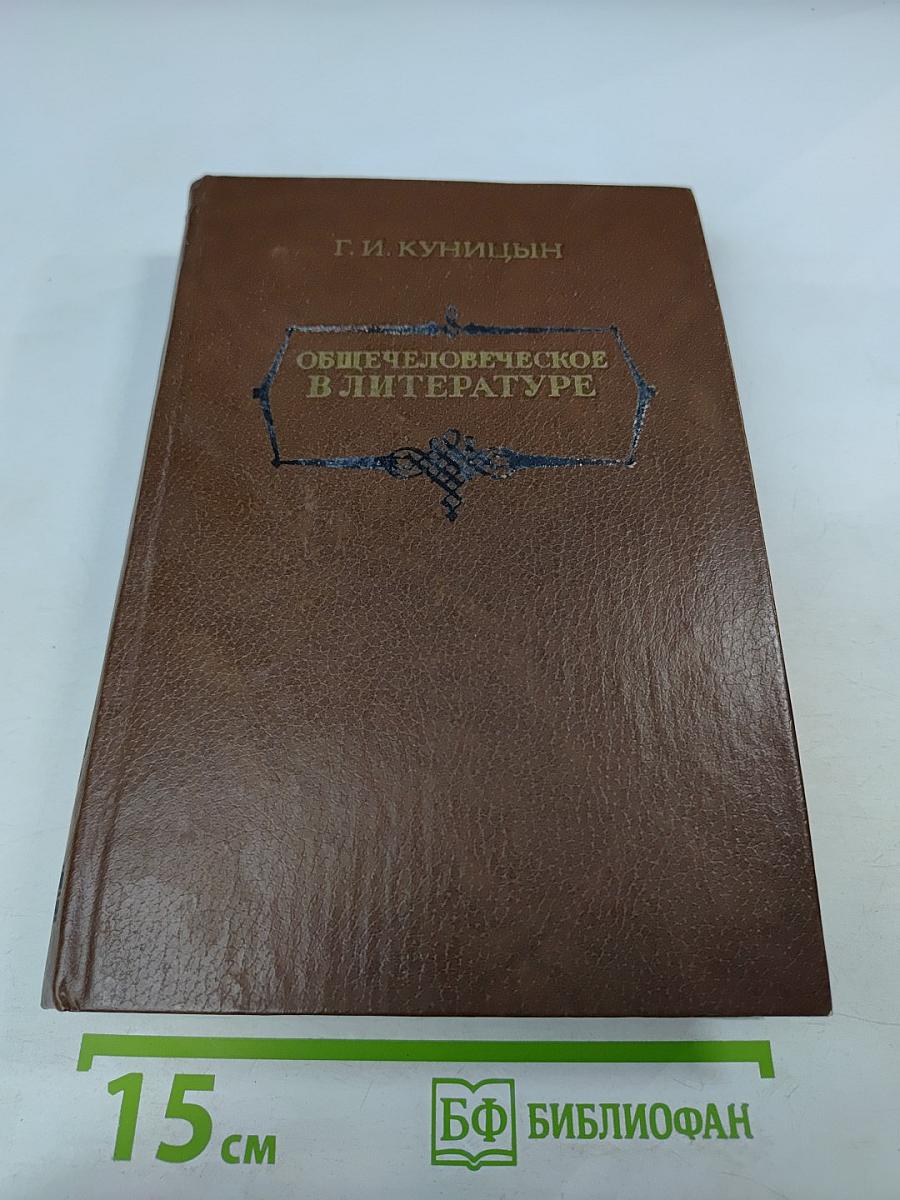 Г. И. КУНИЦЫН
ОБЩЕЧЕЛОВЕЧЕСКОЕ
В ЛИТЕРАТУРЕ
15 см
БФ БИБЛИОФАН